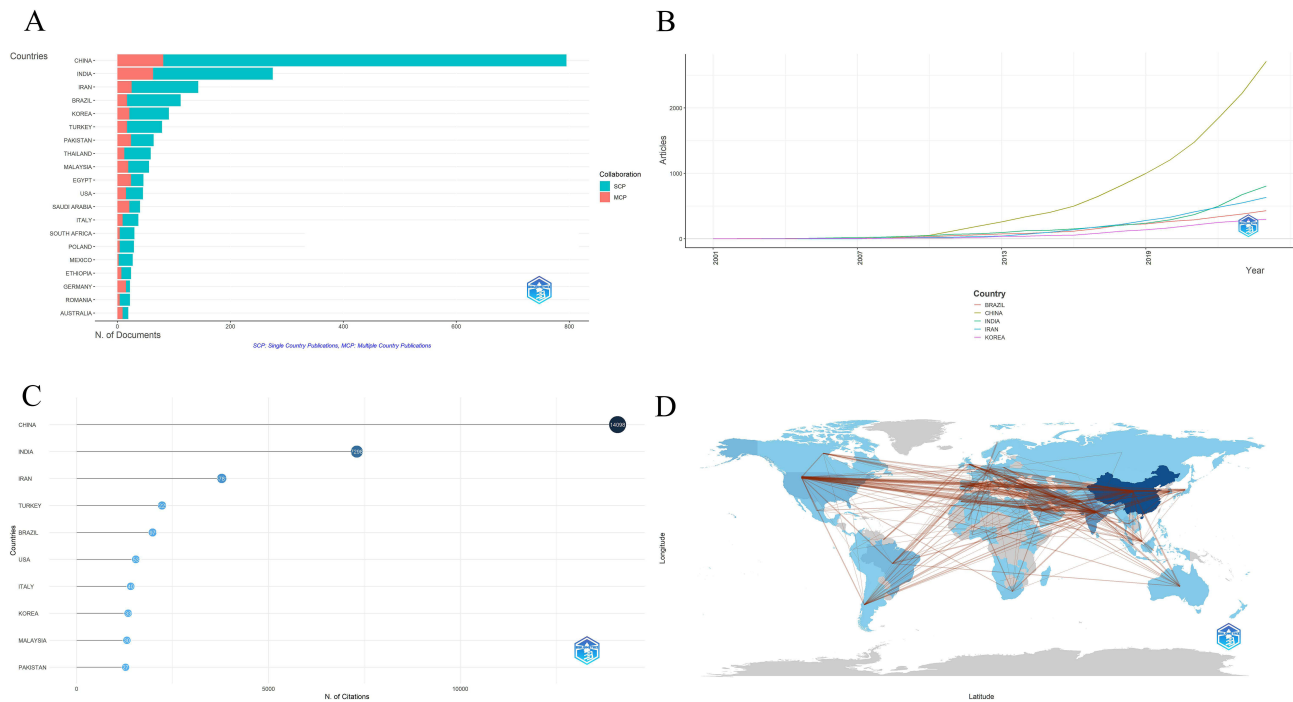 A
Countries
CHINA
INDIA
IRAN
BRAZIL
KOREA
TURKEY
PAKISTAN
THAILAND
MALAYSIA
EGYPT
USA
SAUDI ARABIA
ITALY
SOUTH AFRICA
POLAND
MEXICO
ETHIOPIA
GERMANY
ROMANIA
AUSTRALIA
0
200
400
600
800
N. of Documents
SCP: Single Country Publications, MCP: Multiple Country Publications
Collaboration
SCP
MCP
B
Articles
2000
1000
0
2001
2007
2013
2019
Year
Country
BRAZIL
CHINA
INDIA
IRAN
KOREA
C
Countries
CHINA
14098
INDIA
IRAN
TURKEY
BRAZIL
USA
ITALY
KOREA
MALAYSIA
PAKISTAN
0
5000
10000
N. of Citations
D
Longitude
Latitude